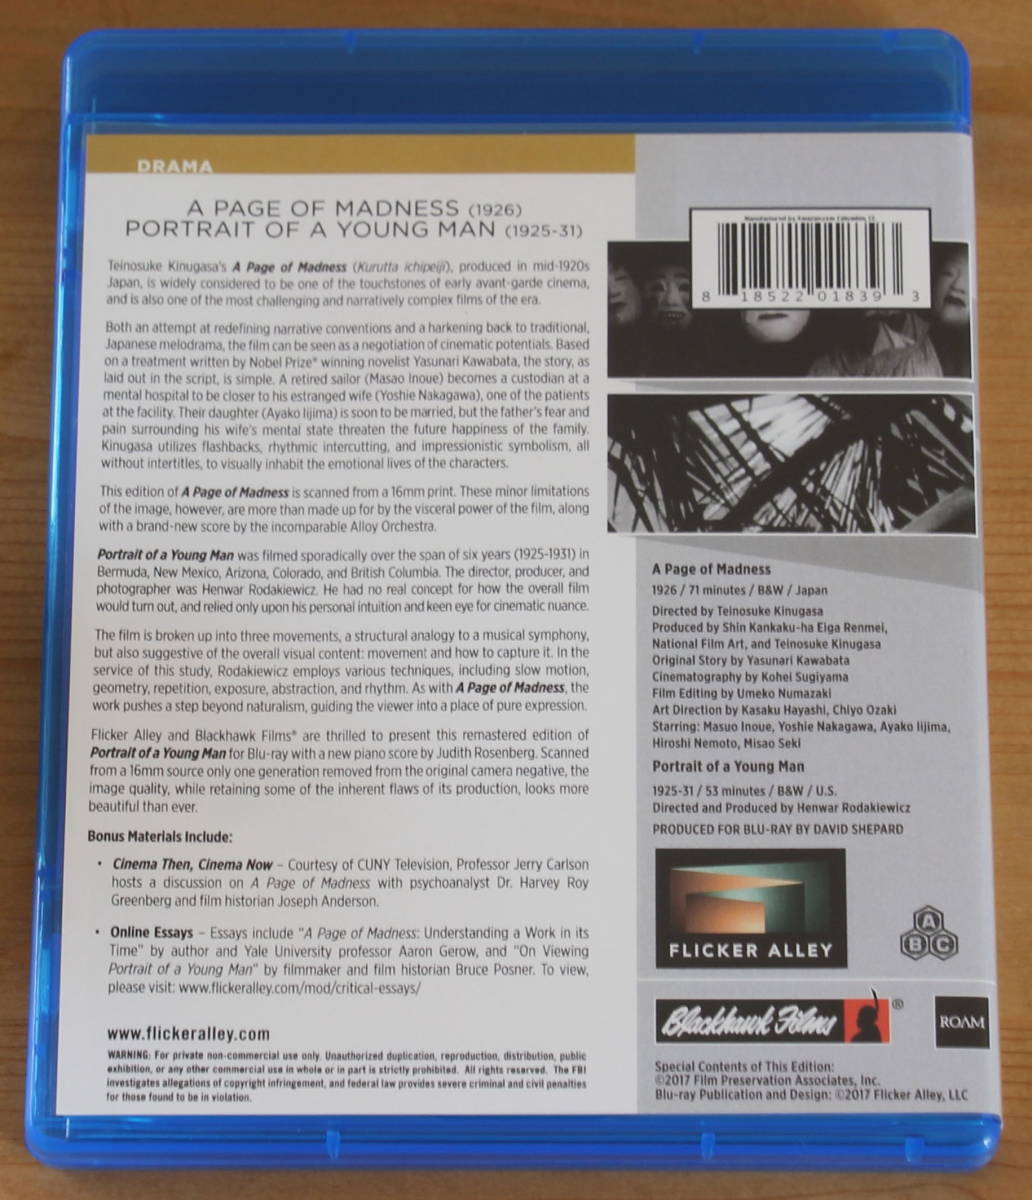 DRAMA
A PAGE OF MADNESS (1926)
PORTRAIT OF A YOUNG MAN (1925-31)
Teinosuke Kinugasa's A Page of Madness (Kurutta Ichipeiji), produced in mid-1920s
Japan, is widely considered to be one of the touchstones of early avant-garde cinema,
and is also one of the most challenging and narratively complex films of the era.
Both an attempt at redefining narrative conventions and a harkening back to traditional,
Japanese melodrama, the film can be seen as a negotiation of cinematic potentials. Based
on a treatment written by Nobel Prize® winning novelist Yasunari Kawabata, the story, as
laid out in the script, is simple. A retired sailor (Masao Inoue) becomes a custodian at a
mental hospital to be closer to his estranged wife (Yoshie Nakagawa), one of the patients
at the facility. Their daughter (Ayako Iijima) is soon to be married, but the father's fear and
pain surrounding his wife's mental state threaten the future happiness of the family.
Kinugasa utilizes flashbacks, rhythmic intercutting, and impressionistic symbolism, all
without intertitles, to visually inhabit the emotional lives of the characters.
This edition of A Page of Madness is scanned from a 16mm print. These minor limitations
of the image, however, are more than made up for by the visceral power of the film, along
with a brand-new score by the incomparable Alloy Orchestra.
Portrait of a Young Man was filmed sporadically over the span of six years (1925-1931) in
Bermuda, New Mexico, Arizona, Colorado, and British Columbia. The director, producer, and
photographer was Henwar Rodakiewicz. He had no real concept for how the overall film
would turn out, and relied only upon his personal intuition and keen eye for cinematic nuance.
The film is broken up into three movements, a structural analogy to a musical symphony,
but also suggestive of the overall visual content: movement and how to capture it. In the
service of this study, Rodakiewicz employs various techniques, including slow motion,
geometry, repetition, exposure, abstraction, and rhythm. As with A Page of Madness, the
work pushes a step beyond naturalism, guiding the viewer into a place of pure expression.
Flicker Alley and Blackhawk Films® are thrilled to present this remastered edition of
Portrait of a Young Man for Blu-ray with a new piano score by Judith Rosenberg. Scanned
from a 16mm source only one generation removed from the original camera negative, the
image quality, while retaining some of the inherent flaws of its production, looks more
beautiful than ever.
Bonus Materials Include:
• Cinema Then, Cinema Now – Courtesy of CUNY Television, Professor Jerry Carlson
hosts a discussion on A Page of Madness with psychoanalyst Dr. Harvey Roy
Greenberg and film historian Joseph Anderson.
• Online Essays – Essays include "A Page of Madness: Understanding a Work in its
Time" by author and Yale University professor Aaron Gerow, and "On Viewing
Portrait of a Young Man" by filmmaker and film historian Bruce Posner. To view,
please visit: www.flickeralley.com/mod/critical-essays/
www.flickeralley.com
WARNING: For private non-commercial use only. Unauthorized duplication, reproduction, distribution, public
exhibition, or any other commercial use in whole or in part is strictly prohibited. All rights reserved. The FBI
investigates allegations of copyright infringement, and federal law provides severe criminal and civil penalties
for those found to be in violation.
Manufactured by Amazon.com Columbia, SC
8 18522 01839 3
A Page of Madness
1926 / 71 minutes / B&W / Japan
Directed by Teinosuke Kinugasa
Produced by Shin Kankaku-ha Eiga Renmei,
National Film Art, and Teinosuke Kinugasa
Original Story by Yasunari Kawabata
Cinematography by Kohei Sugiyama
Film Editing by Umeko Numazaki
Art Direction by Kasaku Hayashi, Chiyo Ozaki
Starring: Masuo Inoue, Yoshie Nakagawa, Ayako Iijima,
Hiroshi Nemoto, Misao Seki
Portrait of a Young Man
1925-31 / 53 minutes / B&W / U.S.
Directed and Produced by Henwar Rodakiewicz
PRODUCED FOR BLU-RAY BY DAVID SHEPARD
FLICKER ALLEY
A
B C
Blackhawk Films ®
ROAM
Special Contents of This Edition:
©2017 Film Preservation Associates, Inc.
Blu-ray Publication and Design: ©2017 Flicker Alley, LLC